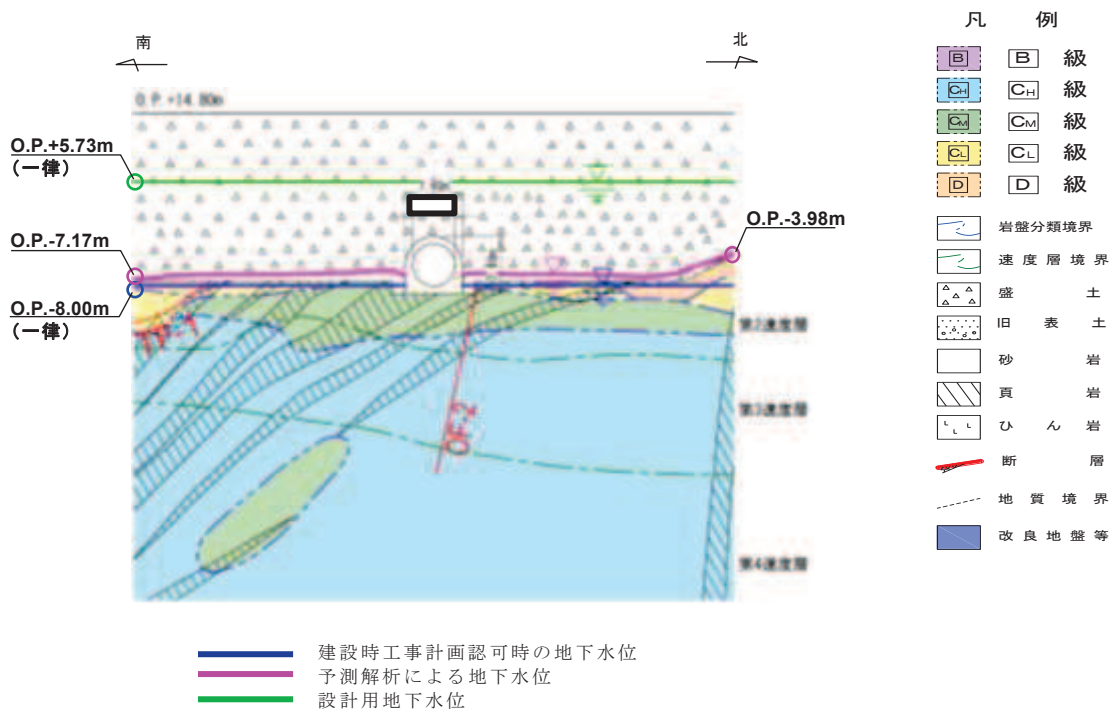 南
北
O.P.+14.80m
O.P.+5.73m
(一律)
O.P.-3.98m
O.P.-7.17m
O.P.-8.00m
(一律)
第2速度層
OF-2
第3速度層
第4速度層
凡 例
B B 級
CH CH 級
CM CM 級
CL CL 級
D D 級
岩盤分類境界
速度層境界
盛 土
旧 表 土
砂 岩
頁 岩
ひ ん 岩
断 層
地 質 境 界
改 良 地 盤 等
建設時工事計画認可時の地下水位
予測解析による地下水位
設計用地下水位